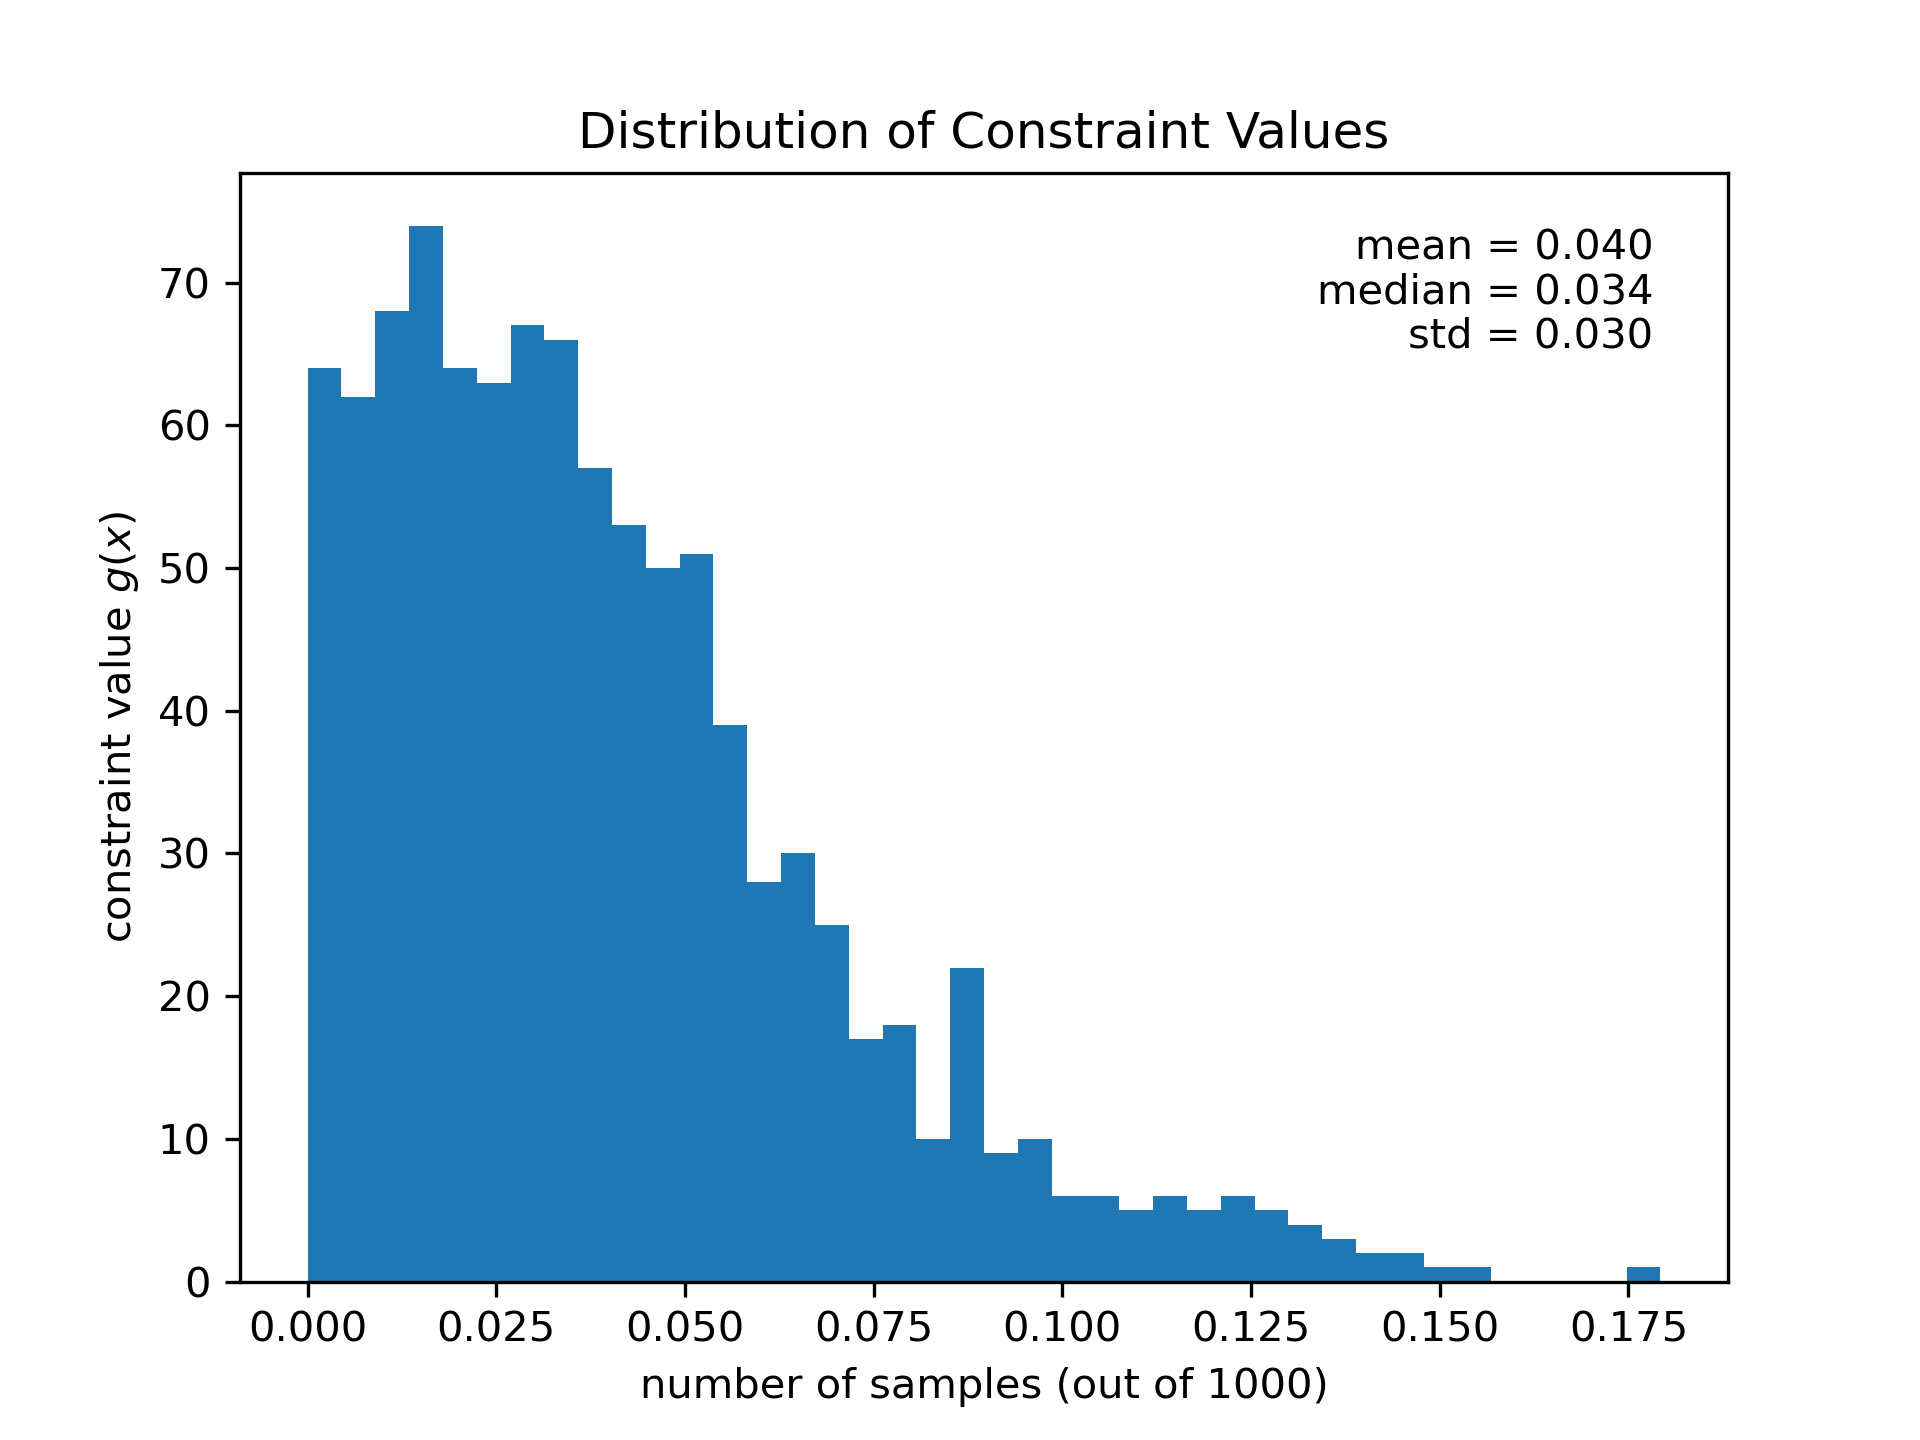 Distribution of Constraint Values
mean = 0.040
median = 0.034
std = 0.030
constraint value g(x)
70
60
50
40
30
20
10
0
0.000 0.025 0.050 0.075 0.100 0.125 0.150 0.175
number of samples (out of 1000)